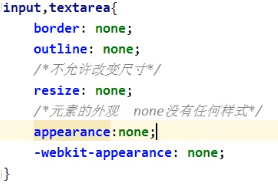 input,textarea{
border: none;
outline: none;
/*不允许改变尺寸*/
resize: none;
/*元素的外观  none没有任何样式*/
appearance:none;
-webkit-appearance: none;
}